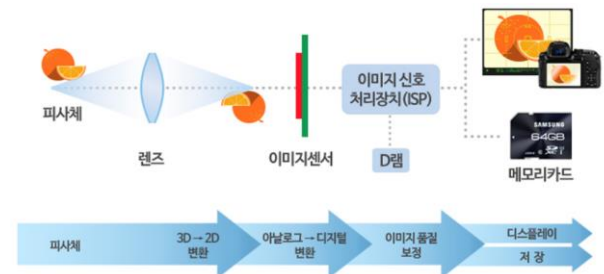 피사체
렌즈
이미지센서
이미지 신호
처리장치(ISP)
D램
SAMSUNG
64GB
메모리카드
피사체
3D → 2D
변환
아날로그 → 디지털
변환
이미지 품질
보정
디스플레이
저 장